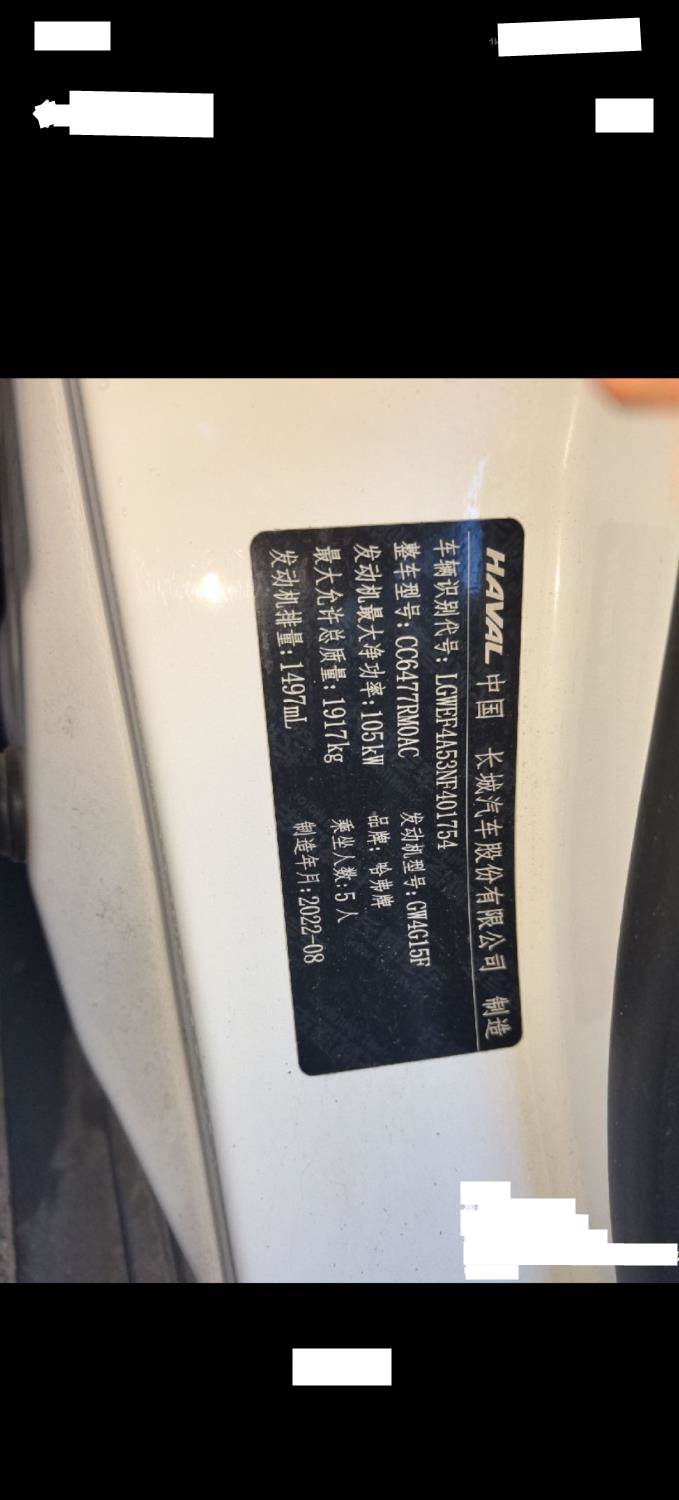 HAVAL 中国 长城汽车股份有限公司 制造
车辆识别代号：LGWEF4A53NF401754
整车型号：CC6477RM0AC 发动机型号：GW4G15F
发动机最大净功率：105kW 品牌：哈弗牌
最大允许总质量：1917kg 乘坐人数：5人
发动机排量：1497mL 制造年月：2022-08